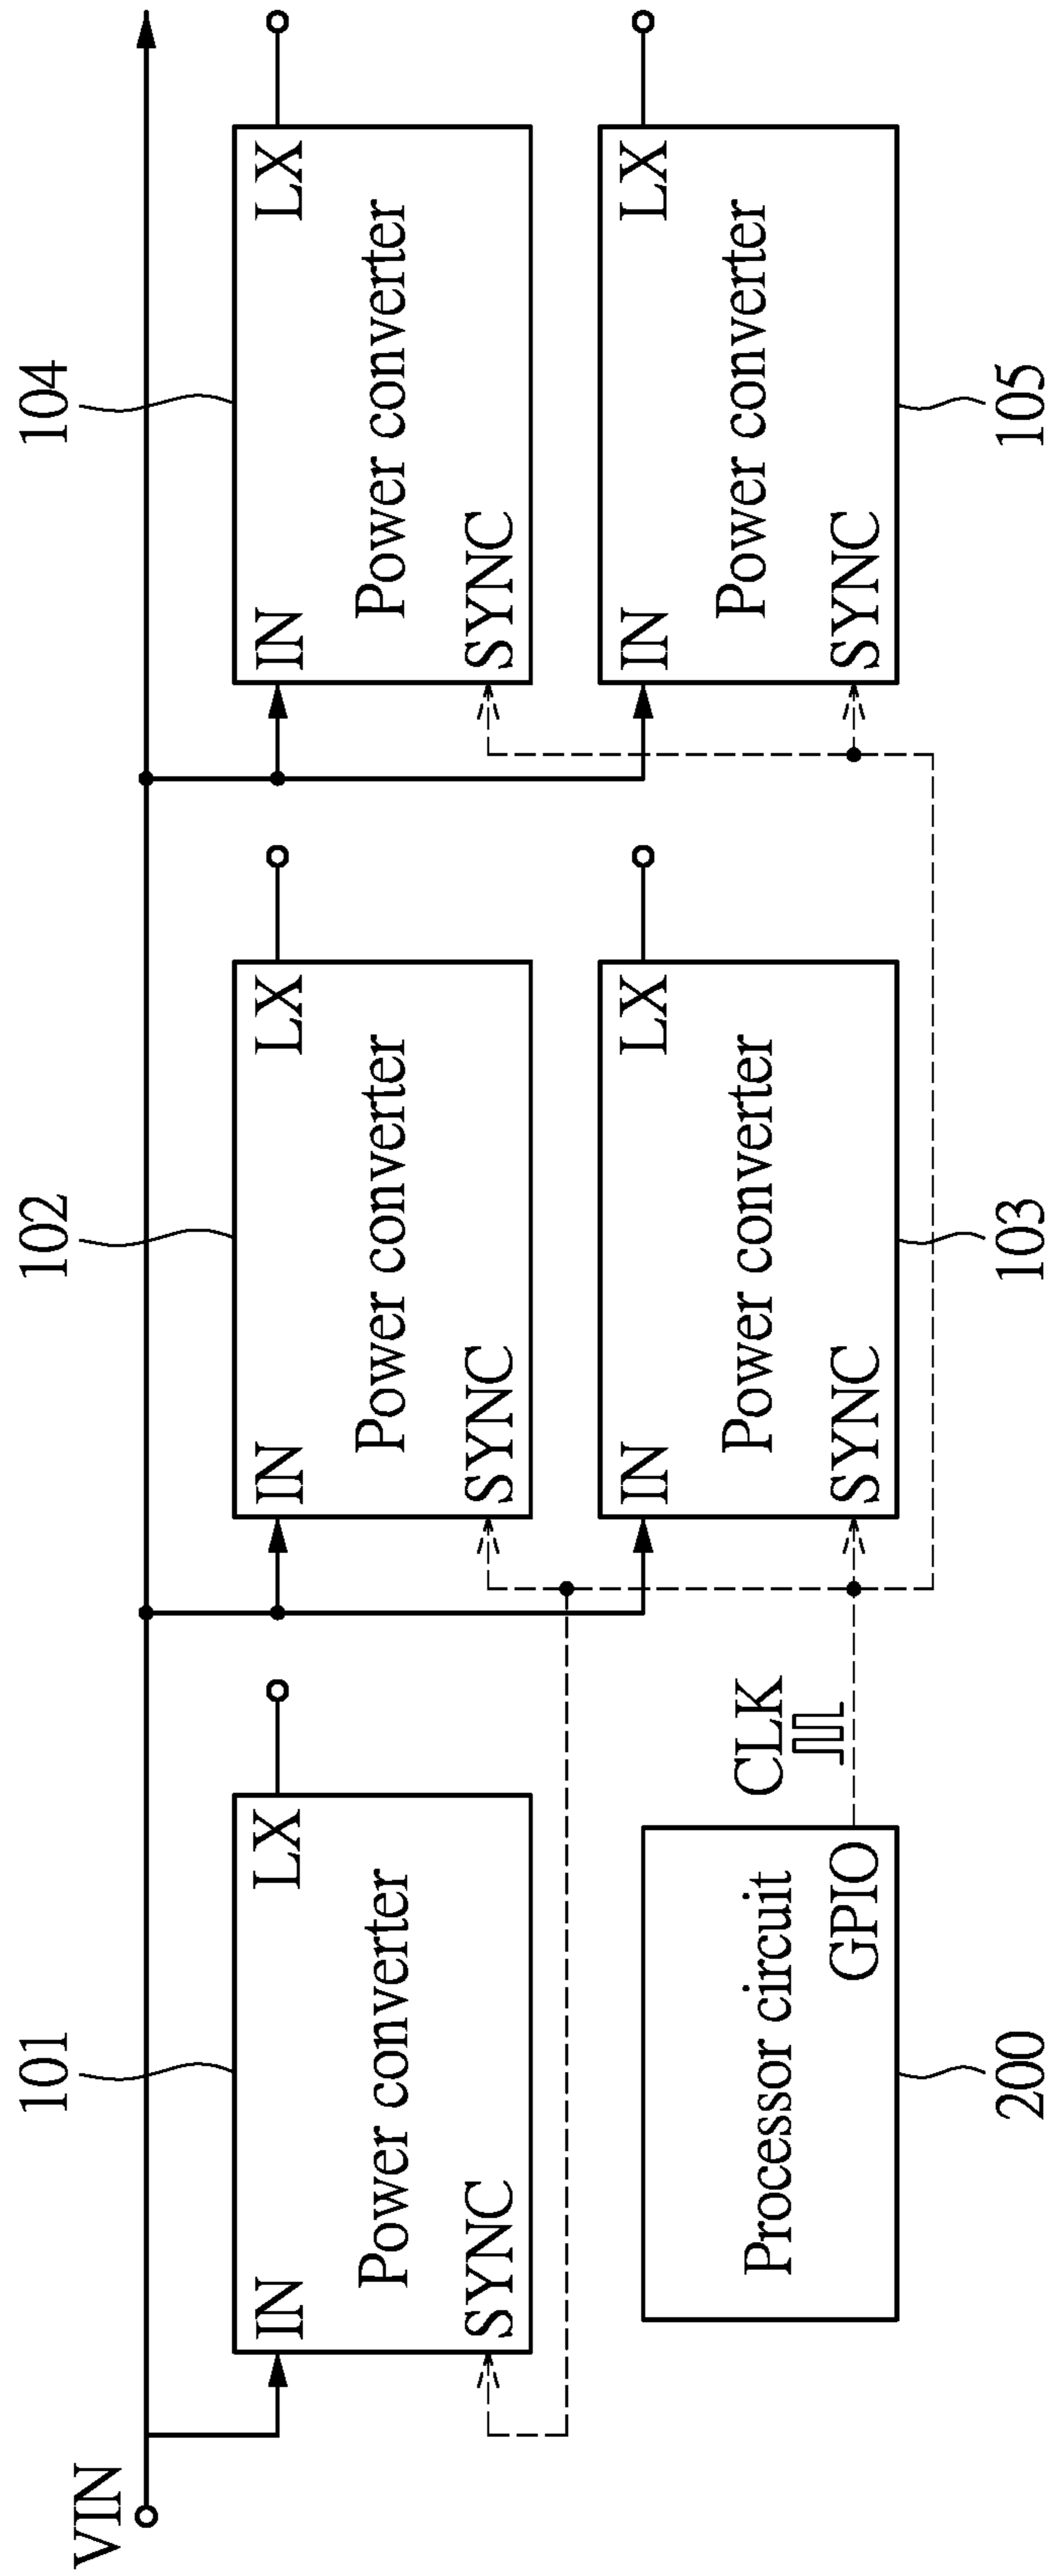 VIN
101
102
104
IN
LX
Power converter
SYNC
IN
LX
Power converter
SYNC
IN
LX
Power converter
SYNC
Processor circuit
GPIO
CLK
IN
LX
Power converter
SYNC
IN
LX
Power converter
SYNC
200
103
105